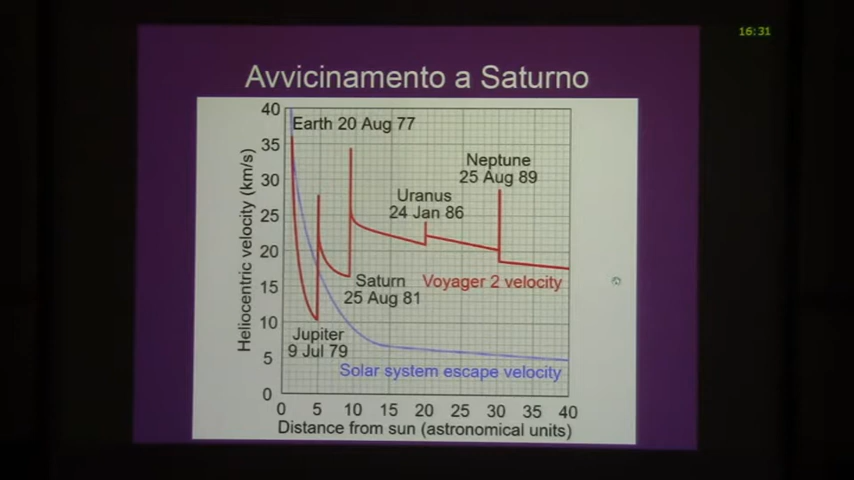 16:31
Avvicinamento a Saturno
Heliocentric velocity (km/s)
40
35
30
25
20
15
10
5
0
Earth 20 Aug 77
Neptune
25 Aug 89
Uranus
24 Jan 86
Saturn
25 Aug 81
Voyager 2 velocity
Jupiter
9 Jul 79
Solar system escape velocity
0 5 10 15 20 25 30 35 40
Distance from sun (astronomical units)